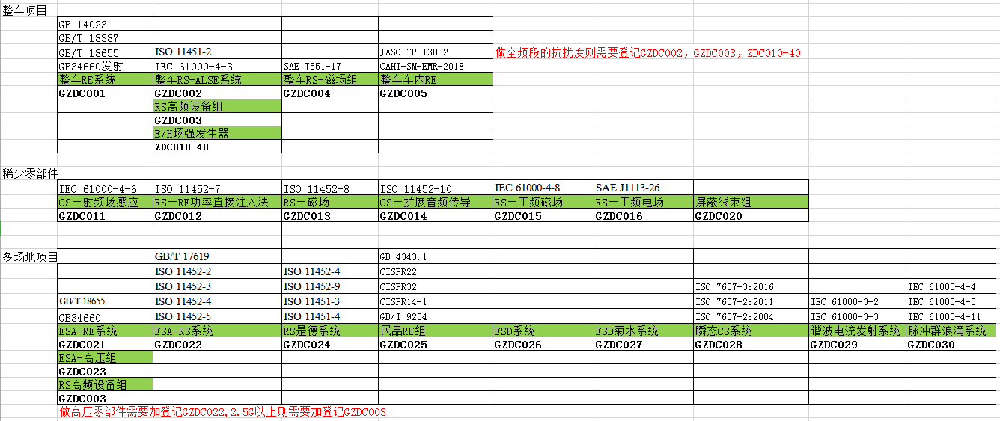 整车项目
GB 14023
GB/T 18387
GB/T 18655 ISO 11451-2 JASO TP 13002 做全频段的抗扰度则需要登记GZDC002，GZDC003，ZDC010-40
GB34660发射 IEC 61000-4-3 SAE J551-17 CAHI-SM-EMR-2018
整车RE系统 整车RS-ALSE系统 整车RS-磁场组 整车车内RE
GZDC001 GZDC002 GZDC004 GZDC005
RS高频设备组
GZDC003
E/H场强发生器
ZDC010-40
稀少零部件
IEC 61000-4-6 ISO 11452-7 ISO 11452-8 ISO 11452-10 IEC 61000-4-8 SAE J1113-26
CS—射频场感应 RS—RF功率直接注入法 RS—磁场 CS—扩展音频传导 RS—工频磁场 RS—工频电场 屏蔽线束组
GZDC011 GZDC012 GZDC013 GZDC014 GZDC015 GZDC016 GZDC020
多场地项目 GB/T 17619 GB 4343.1
ISO 11452-2 ISO 11452-4 CISPR22
ISO 11452-3 ISO 11452-9 CISPR32 ISO 7637-3:2016 IEC 61000-4-4
GB/T 18655 ISO 11452-4 ISO 11451-3 CISPR14-1 ISO 7637-2:2011 IEC 61000-3-2 IEC 61000-4-5
GB34660 ISO 11452-5 ISO 11451-4 GB/T 9254 ISO 7637-2:2004 IEC 61000-3-3 IEC 61000-4-11
ESA-RE系统 ESA-RS系统 RS是德系统 民品RE组 ESD系统 ESD菊水系统 瞬态CS系统 谐波电流发射系统 脉冲群浪涌系统
GZDC021 GZDC022 GZDC024 GZDC025 GZDC026 GZDC027 GZDC028 GZDC029 GZDC030
ESA-高压组
GZDC023
RS高频设备组
GZDC003
做高压零部件需要加登记GZDC022,2.5G以上则需要加登记GZDC003